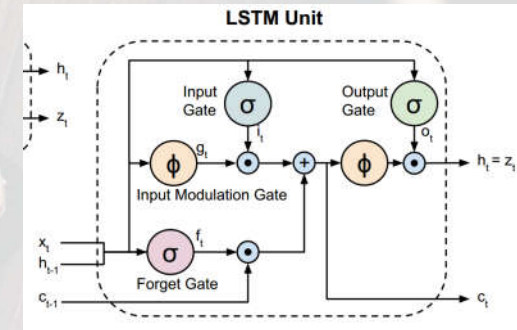 LSTM Unit
h_t
z_t
Input
Gate
σ
i_t
Output
Gate
σ
o_t
ϕ
g_t
•
+
ϕ
•
h_t = z_t
Input Modulation Gate
x_t
h_t-1
σ
f_t
•
Forget Gate
c_t-1
c_t